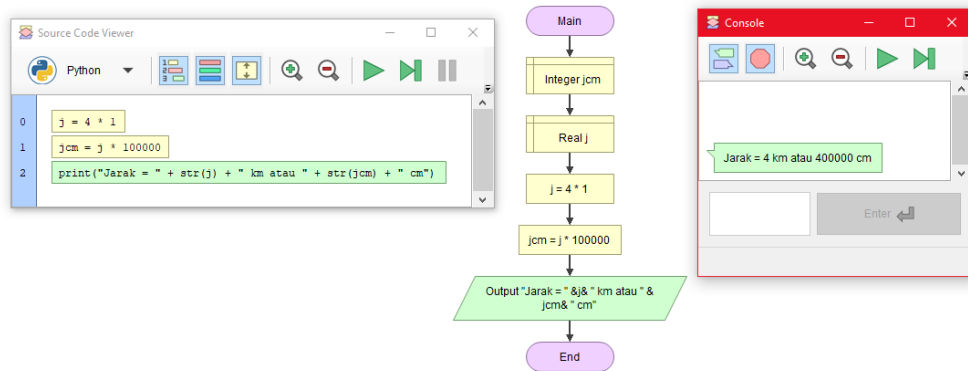 Source Code Viewer
Python
0 j = 4 * 1
1 jcm = j * 100000
2 print("Jarak = " + str(j) + " km atau " + str(jcm) + " cm")
Main
Integer jcm
Real j
j = 4 * 1
jcm = j * 100000
Output "Jarak = " &j& " km atau " &
jcm& " cm"
End
Console
Jarak = 4 km atau 400000 cm
Enter